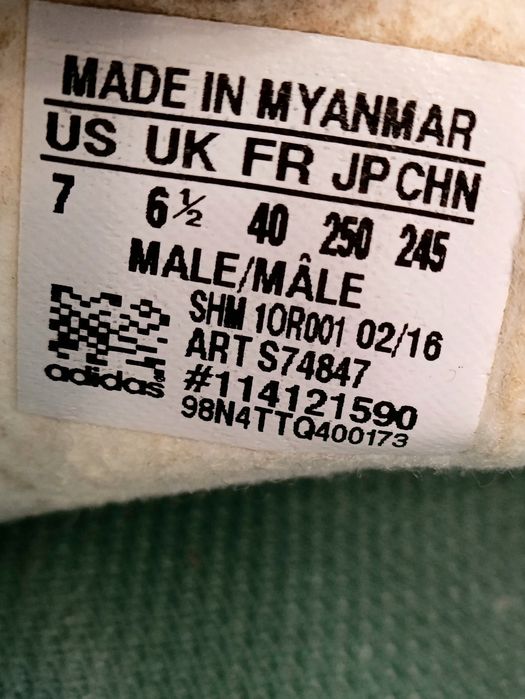 MADE IN MYANMAR
US UK FR JP CHN
7 6½ 40 250 245
MALE/MÂLE
SHM 10R001 02/16
ART S74847
#114121590
adidas
98N4TTQ400173